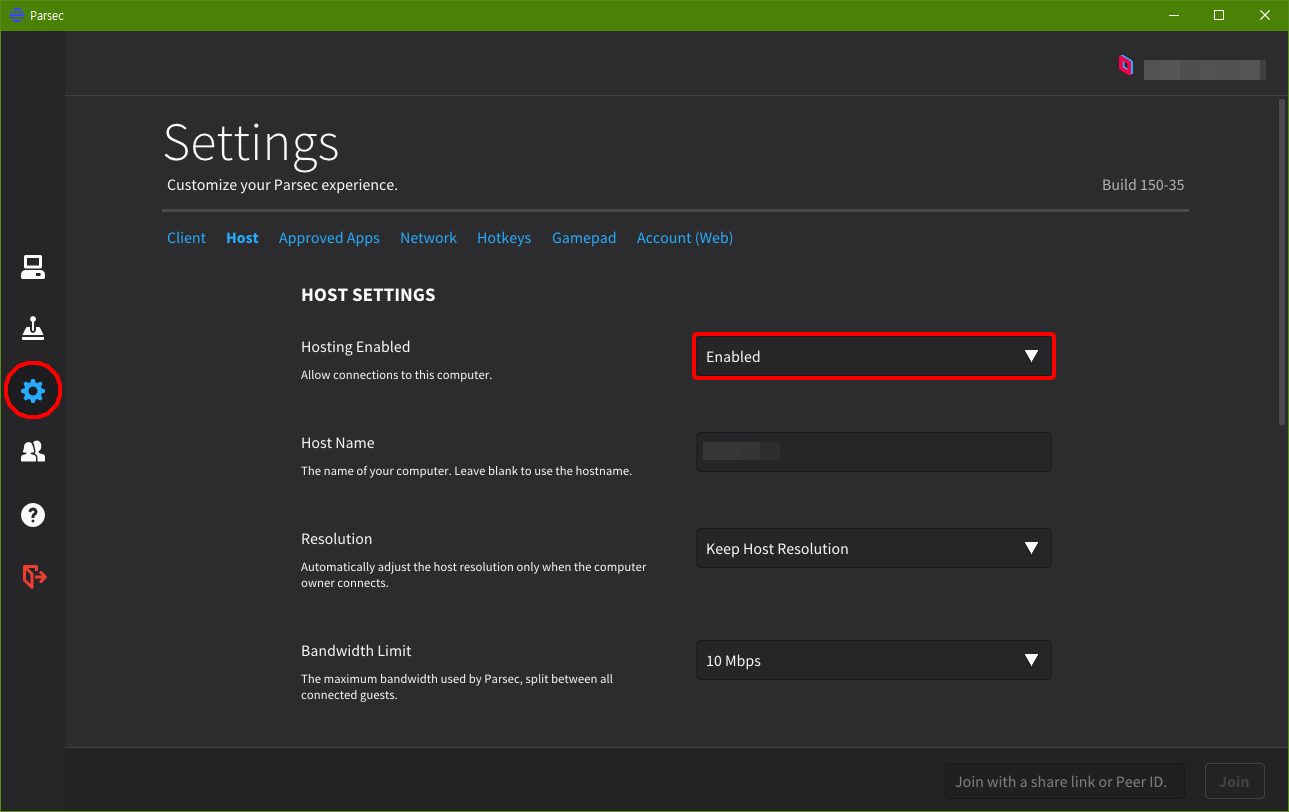 Parsec
Settings
Customize your Parsec experience.
Build 150-35
Client Host Approved Apps Network Hotkeys Gamepad Account (Web)
HOST SETTINGS
Hosting Enabled
Enabled
Allow connections to this computer.
Host Name
The name of your computer. Leave blank to use the hostname.
Resolution
Keep Host Resolution
Automatically adjust the host resolution only when the computer
owner connects.
Bandwidth Limit
10 Mbps
The maximum bandwidth used by Parsec, split between all
connected guests.
Join with a share link or Peer ID.
Join